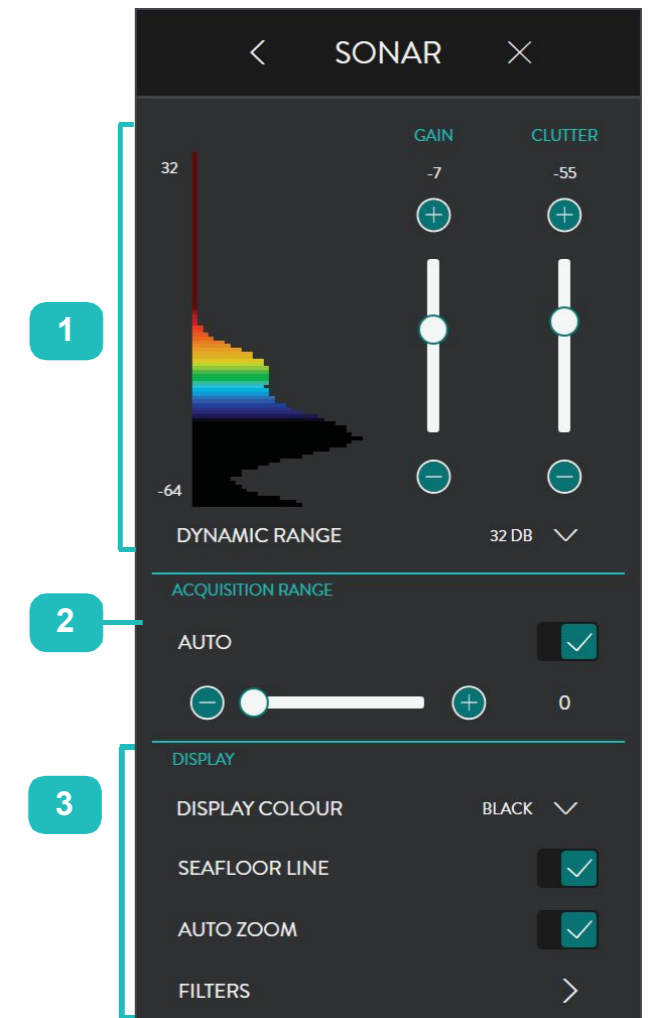 SONAR
GAIN
CLUTTER
32
-7
-55
1
-64
DYNAMIC RANGE
32 DB
ACQUISITION RANGE
2
AUTO
0
DISPLAY
3
DISPLAY COLOUR
BLACK
SEAFLOOR LINE
AUTO ZOOM
FILTERS